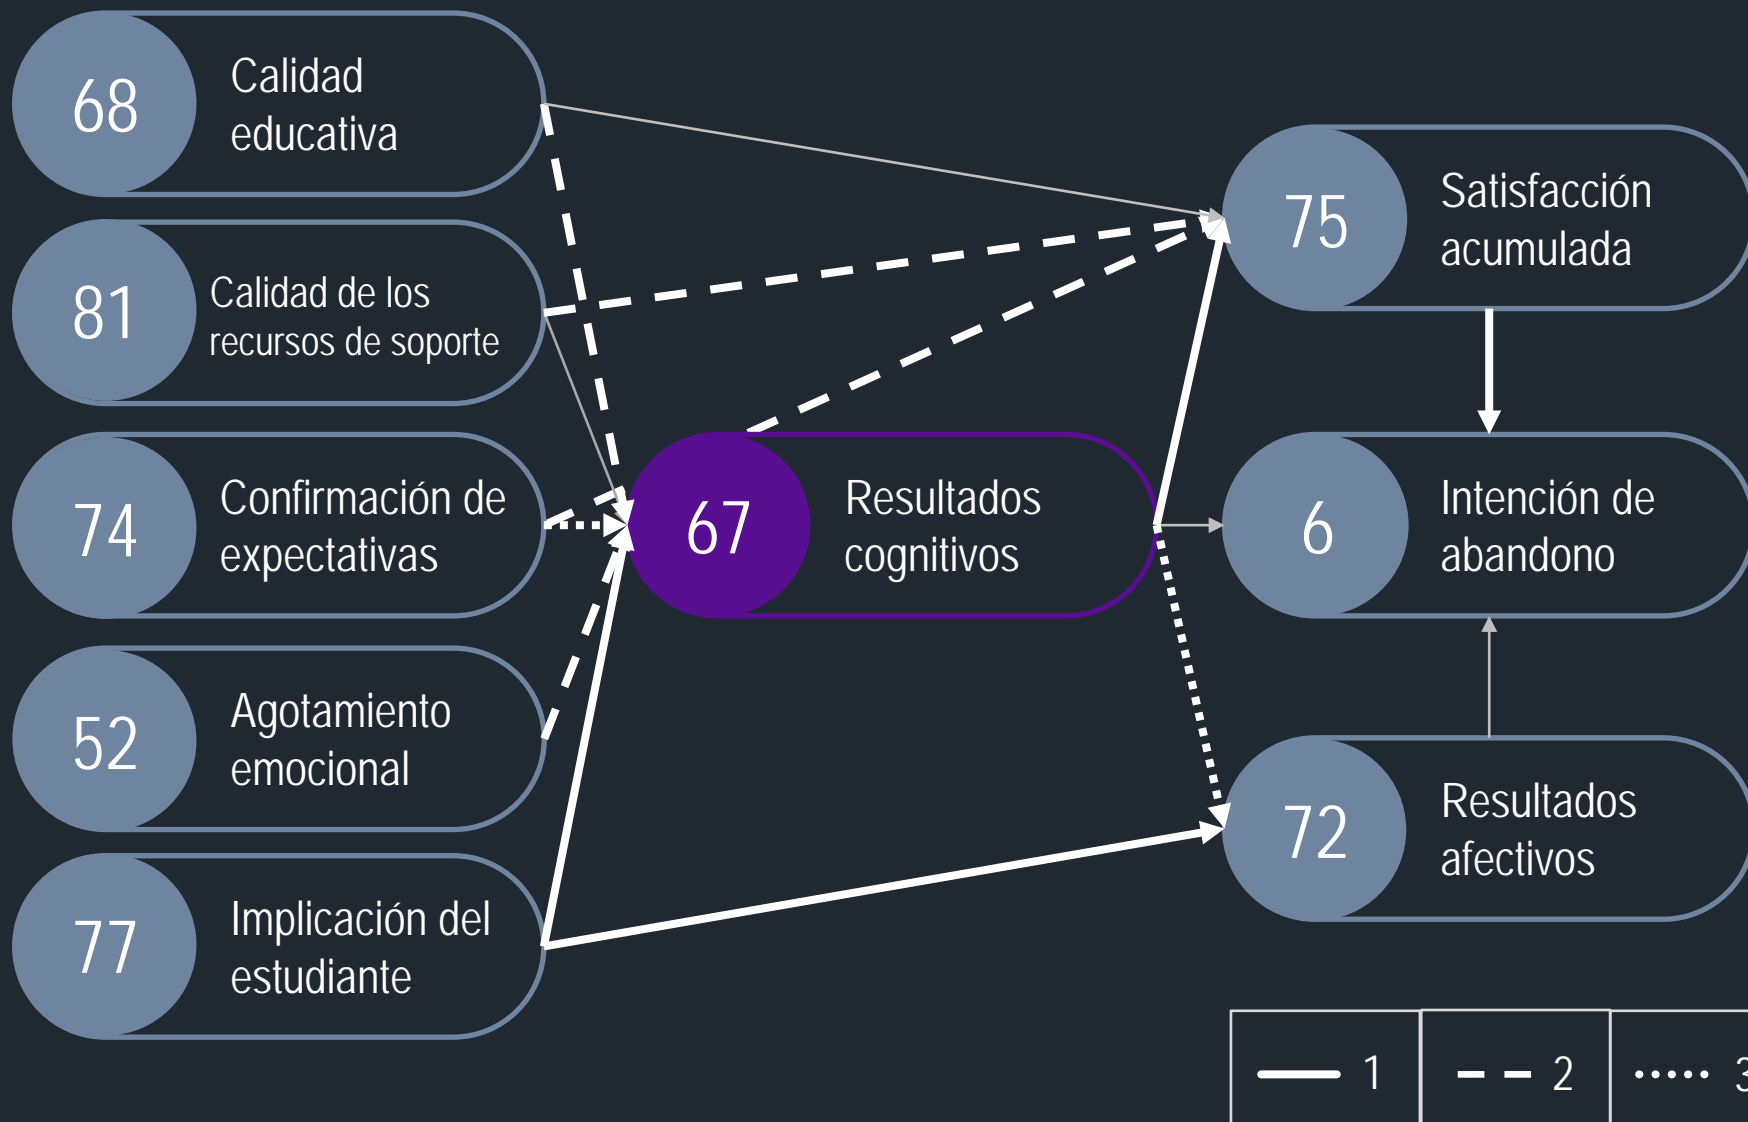 68
Calidad
educativa
81
Calidad de los
recursos de soporte
74
Confirmación de
expectativas
52
Agotamiento
emocional
77
Implicación del
estudiante
67
Resultados
cognitivos
75
Satisfacción
acumulada
6
Intención de
abandono
72
Resultados
afectivos
1
2
3